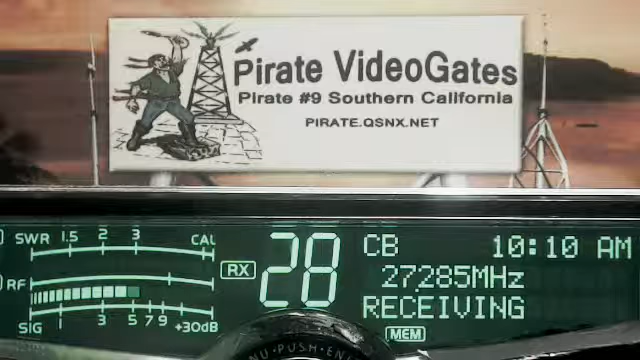 Pirate VideoGates
Pirate #9 Southern California
PIRATE.QSNX.NET
SWR 1.5 2 3 CAL
RF
SIG 1 3 5 7 9 +30dB
RX
28
CB 10:10 AM
27285MHz
RECEIVING
MEM
PUSH